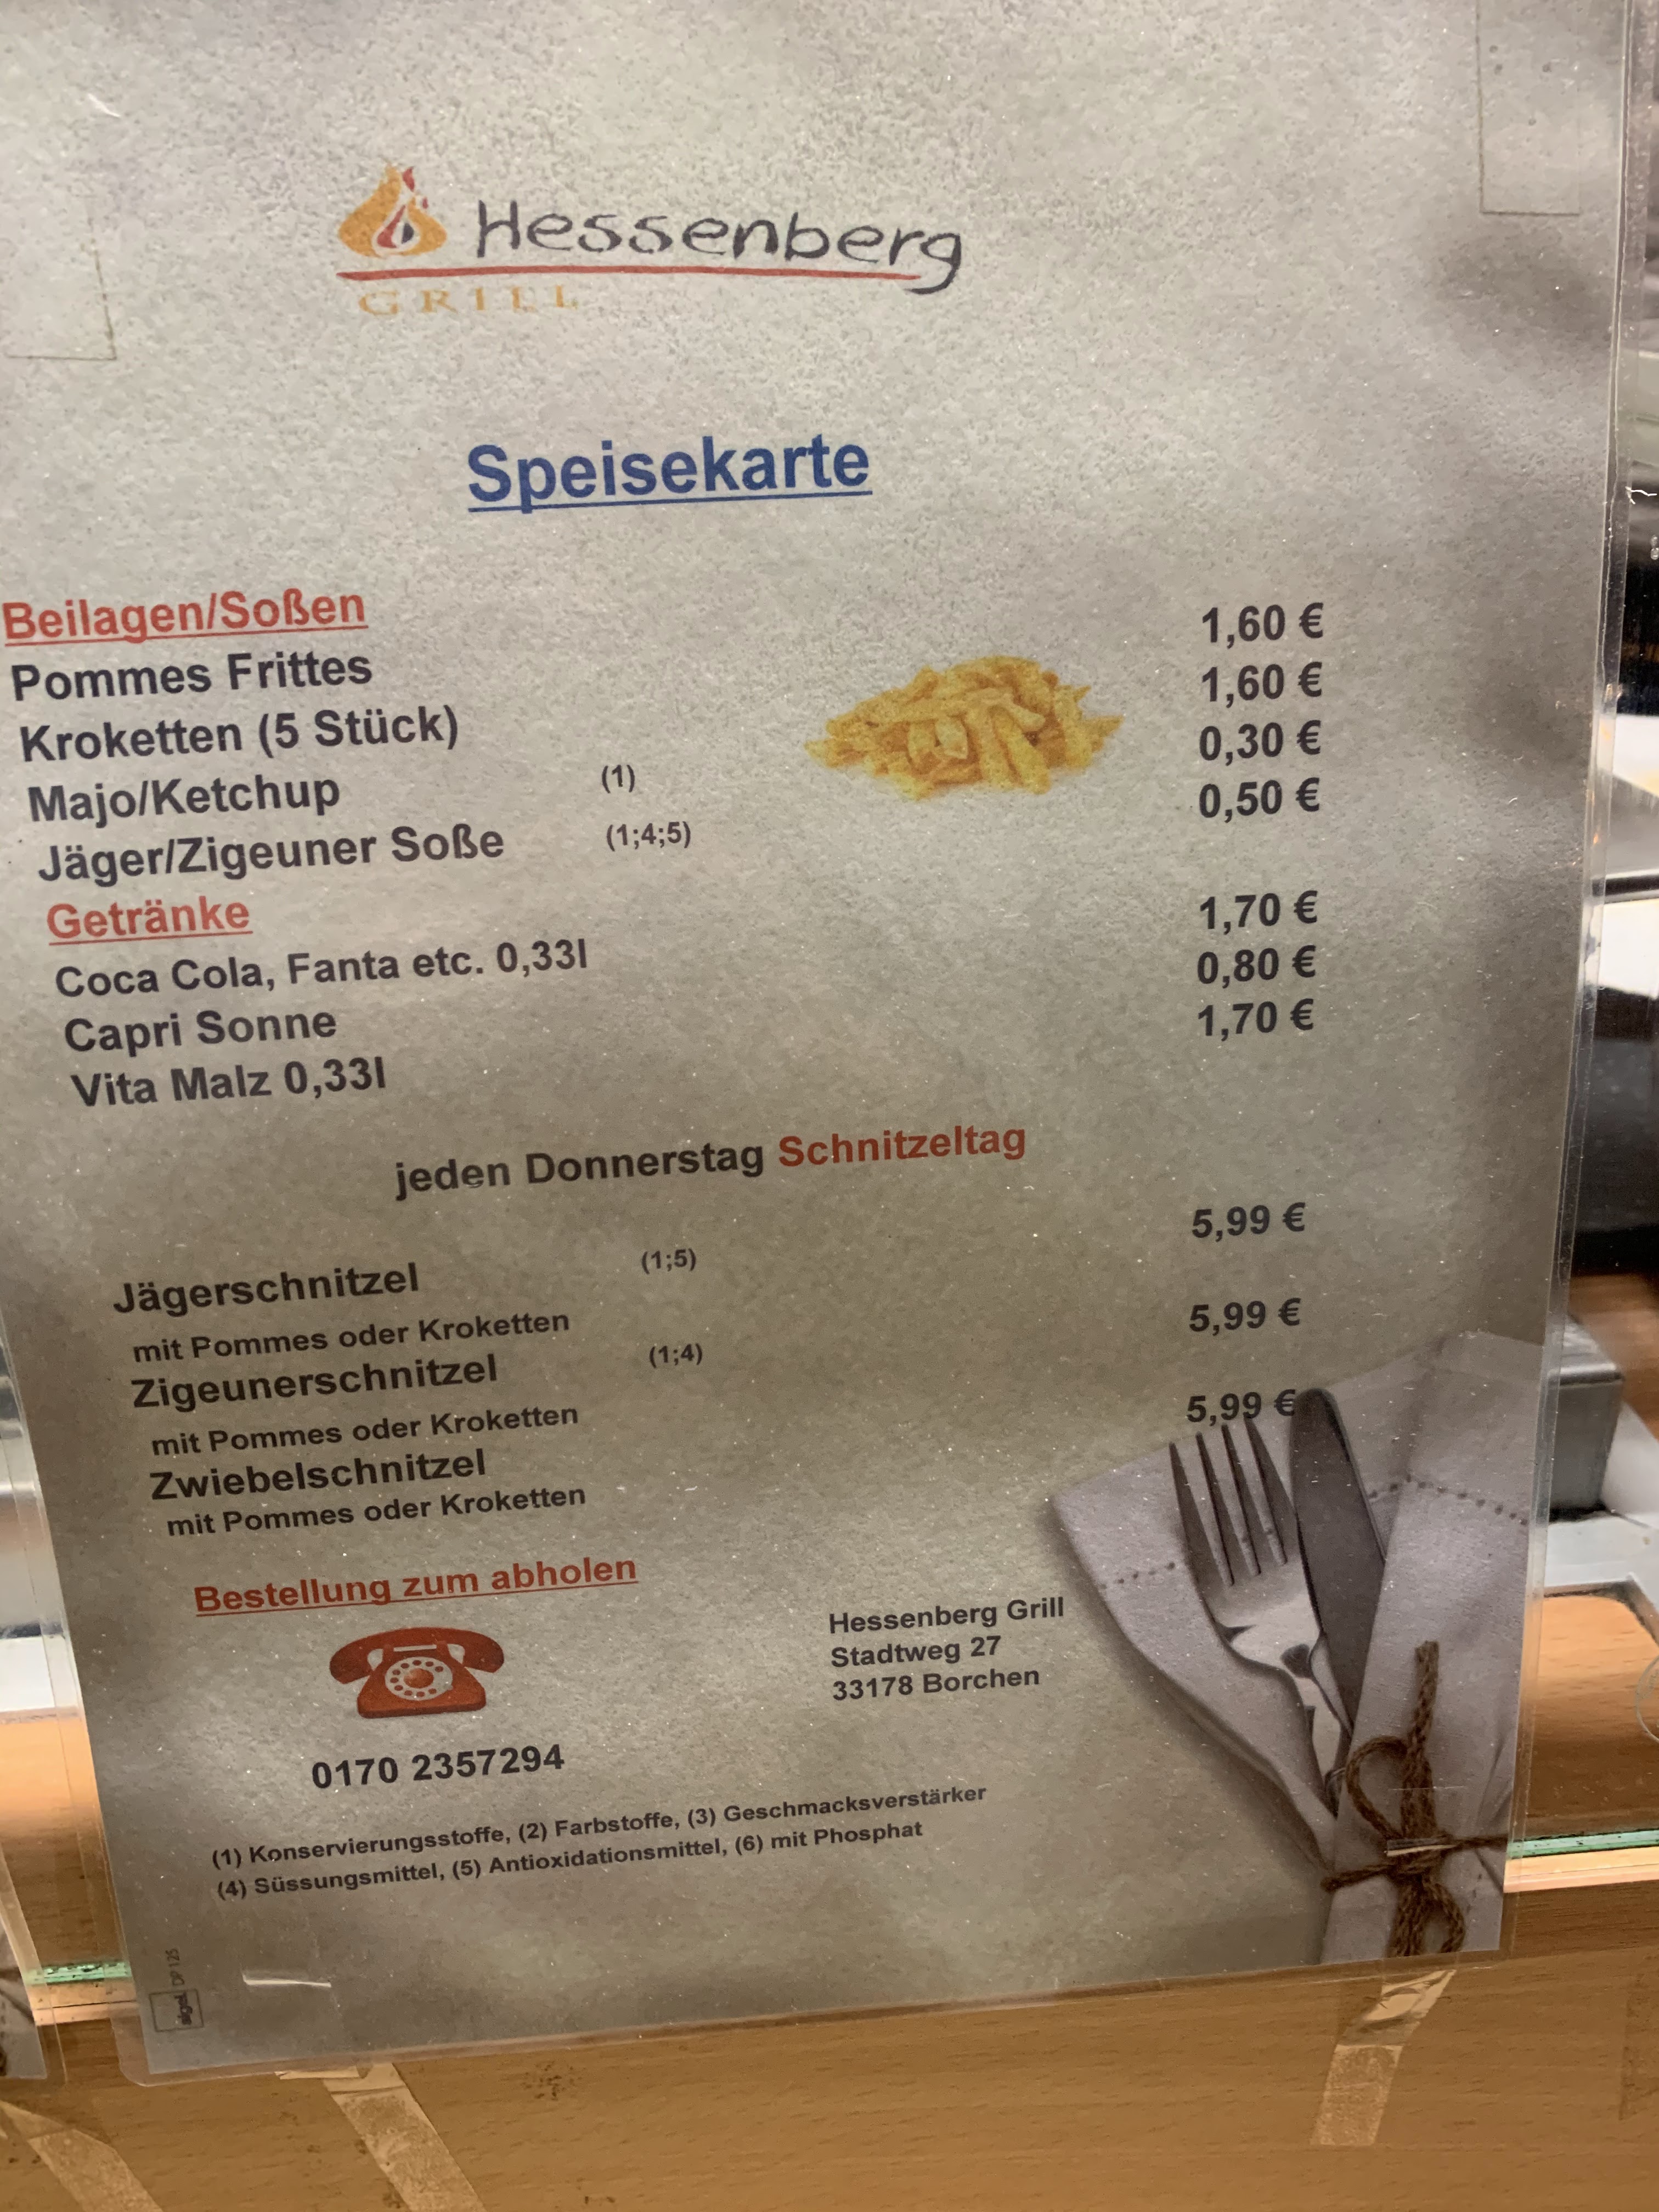 Hessenberg
GRILL
Speisekarte
Beilagen/Soßen
Pommes Frittes 1,60 €
Kroketten (5 Stück) 1,60 €
Majo/Ketchup (1) 0,30 €
Jäger/Zigeuner Soße (1;4;5) 0,50 €
Getränke
Coca Cola, Fanta etc. 0,33l 1,70 €
Capri Sonne 0,80 €
Vita Malz 0,33l 1,70 €
jeden Donnerstag Schnitzeltag
Jägerschnitzel (1;5) 5,99 €
mit Pommes oder Kroketten
Zigeunerschnitzel (1;4) 5,99 €
mit Pommes oder Kroketten
Zwiebelschnitzel 5,99 €
mit Pommes oder Kroketten
Bestellung zum abholen
Hessenberg Grill
Stadtweg 27
33178 Borchen
0170 2357294
(1) Konservierungsstoffe, (2) Farbstoffe, (3) Geschmacksverstärker
(4) Süssungsmittel, (5) Antioxidationsmittel, (6) mit Phosphat
sigel DP125